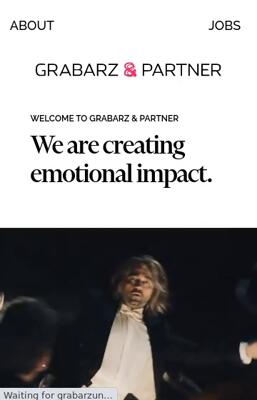 ABOUT
JOBS
GRABARZ & PARTNER
WELCOME TO GRABARZ & PARTNER
We are creating
emotional impact.
Waiting for grabarzun...